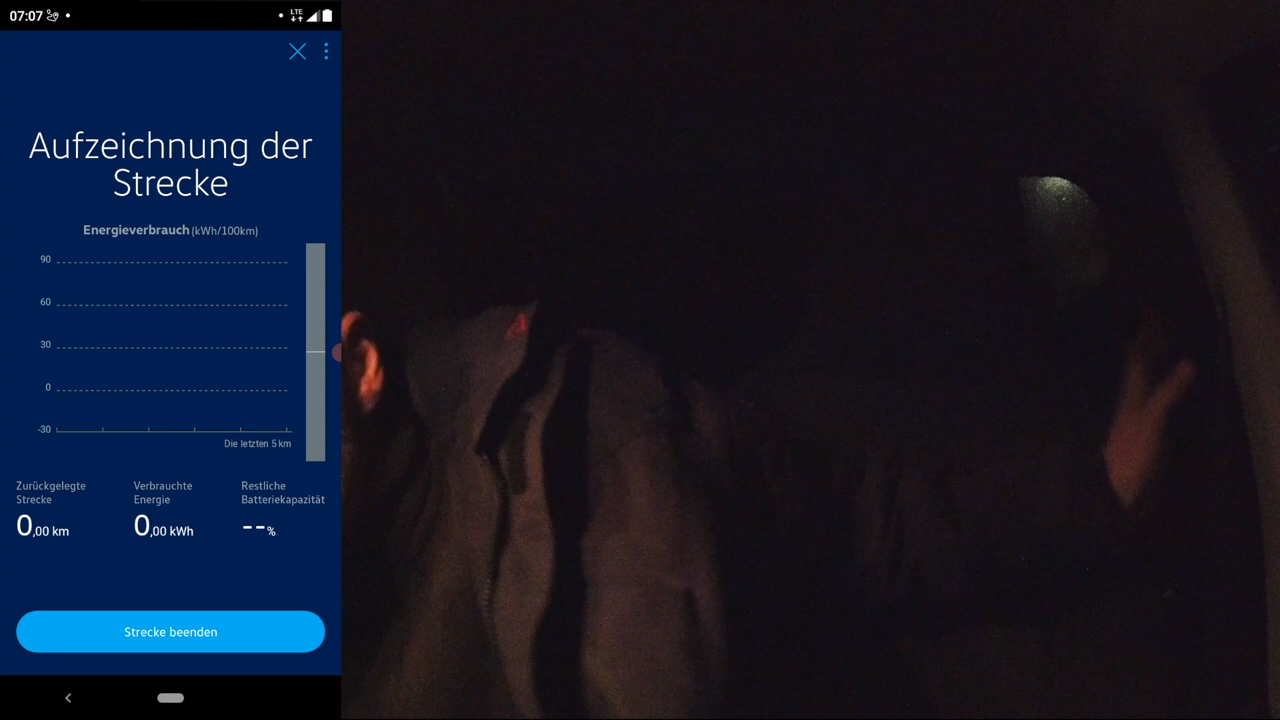 07:07
LTE
Aufzeichnung der
Strecke
Energieverbrauch (kWh/100km)
90
60
30
0
-30
Die letzten 5 km
Zurückgelegte
Strecke
0,00 km
Verbrauchte
Energie
0,00 kWh
Restliche
Batteriekapazität
--%
Strecke beenden